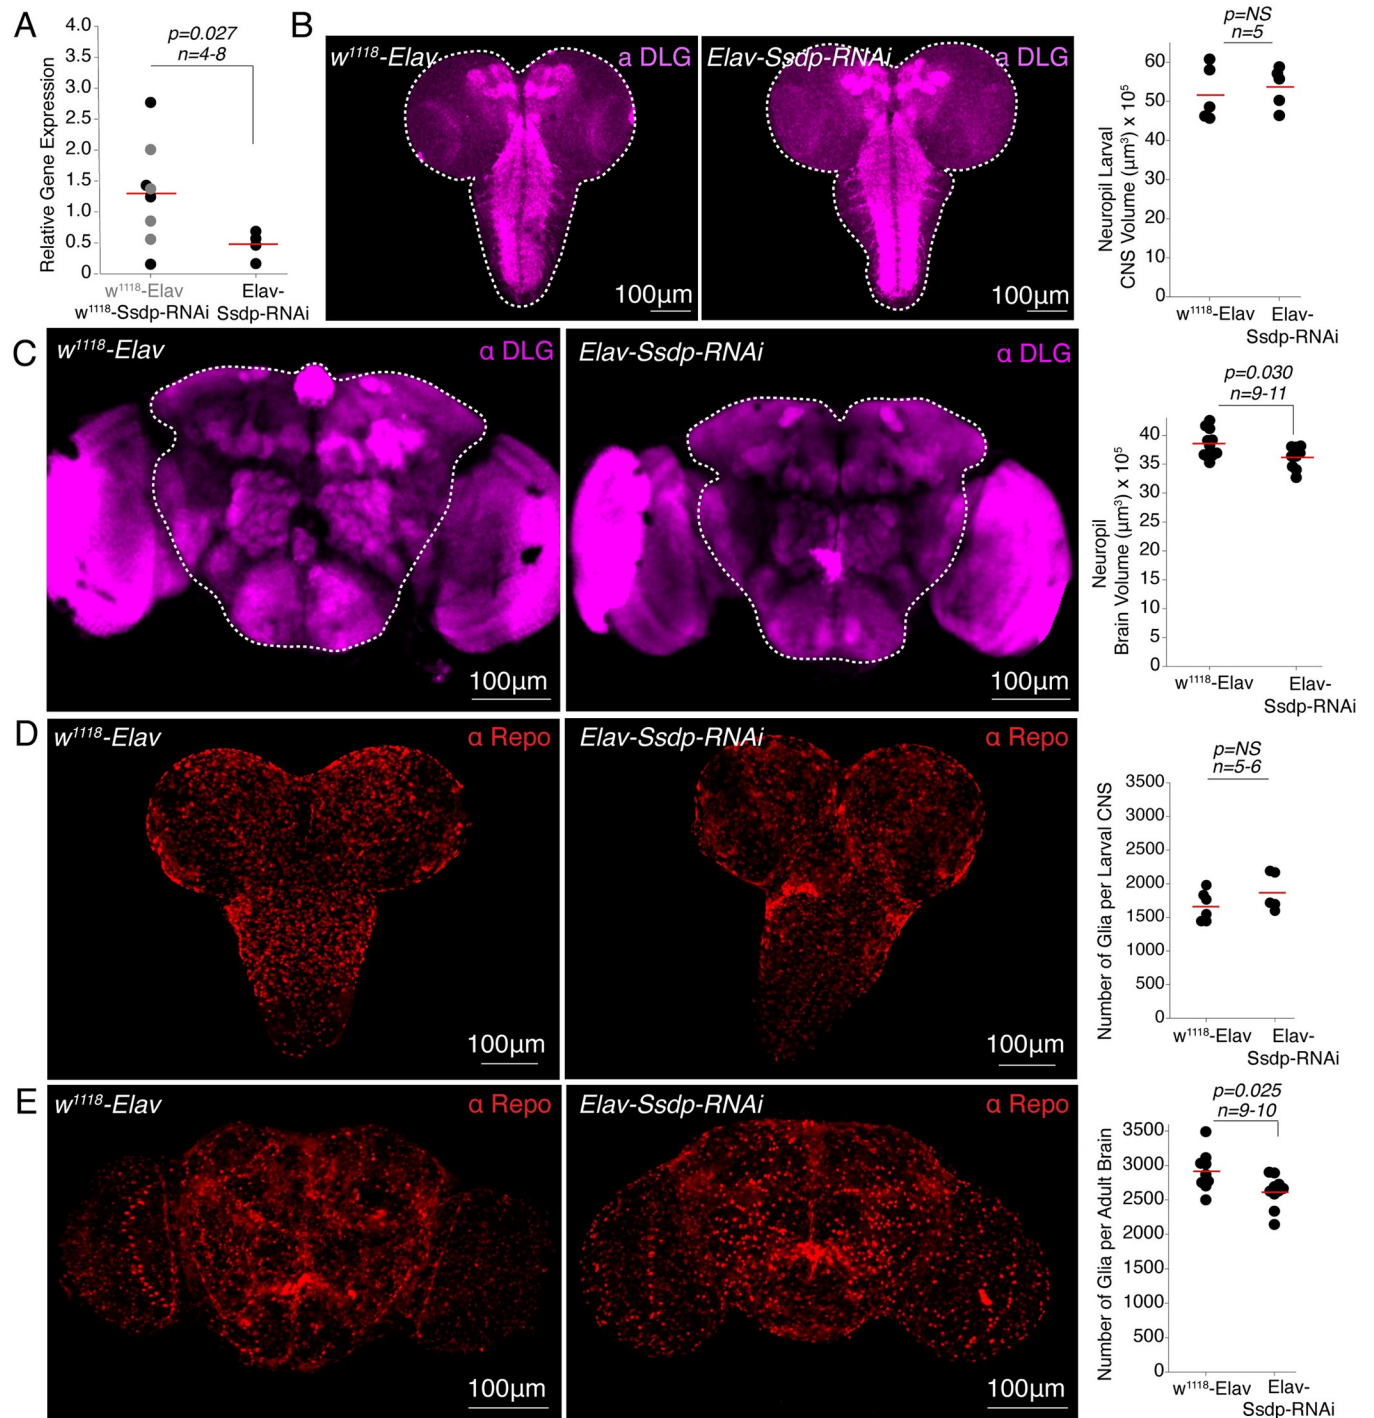 A
4.0
3.5
3.0
2.5
2.0
1.5
1.0
0.5
0
Relative Gene Expression
p=0.027
n=4-8
w1118-Elav
w1118-Ssdp-RNAi
Elav-
Ssdp-RNAi
B
w1118-Elav
a DLG
100µm
Elav-Ssdp-RNAi
a DLG
100µm
p=NS
n=5
60
50
40
30
20
10
0
Neuropil Larval
CNS Volume (µm³) x 10⁵
w1118-Elav
Elav-
Ssdp-RNAi
C
w1118-Elav
α DLG
100µm
Elav-Ssdp-RNAi
α DLG
100µm
p=0.030
n=9-11
40
35
30
25
20
15
10
5
0
Neuropil
Brain Volume (µm³) x 10⁵
w1118-Elav
Elav-
Ssdp-RNAi
D
w1118-Elav
α Repo
100µm
Elav-Ssdp-RNAi
α Repo
100µm
p=NS
n=5-6
3500
3000
2500
2000
1500
1000
500
0
Number of Glia per Larval CNS
w1118-Elav
Elav-
Ssdp-RNAi
E
w1118-Elav
α Repo
100µm
Elav-Ssdp-RNAi
α Repo
100µm
p=0.025
n=9-10
3500
3000
2500
2000
1500
1000
500
0
Number of Glia per Adult Brain
w1118-Elav
Elav-
Ssdp-RNAi